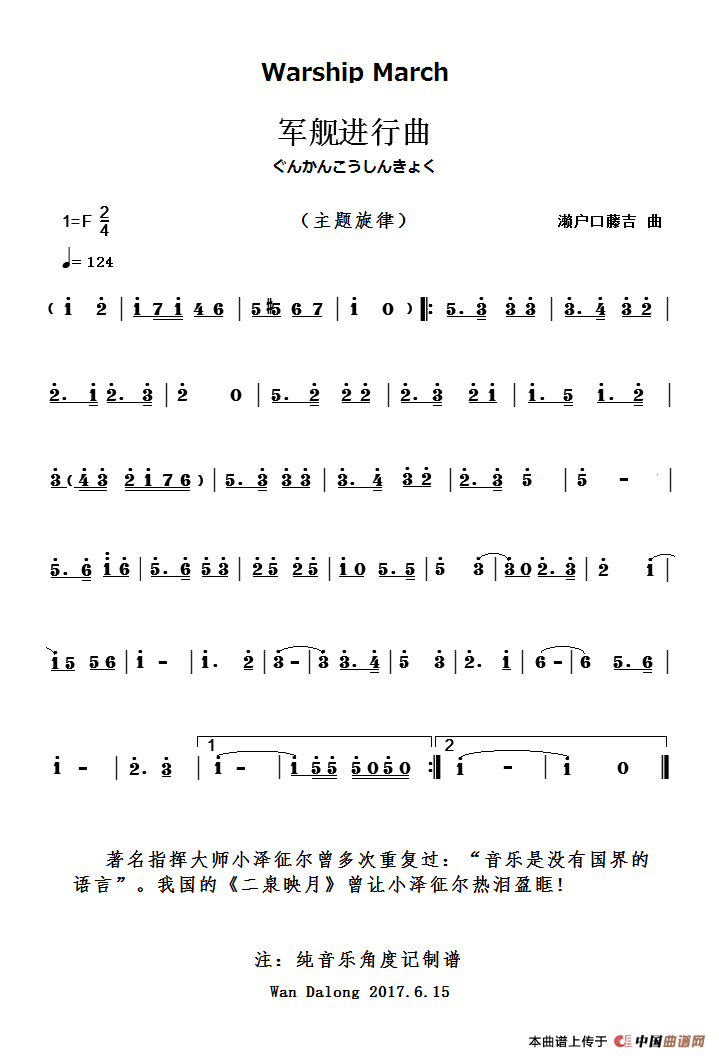 Warship March
军舰进行曲
ぐんかんこうしんきょく
1=F 2/4 （主题旋律） 濑户口藤吉 曲
♩= 124
( i̇ 2̇ | i̇ 7 i̇ 4 6 | 5 #5 6 7 | i̇ 0 ) |: 5. 3̇ 3̇ 3̇ | 3̇. 4̇ 3̇ 2̇ |
2̇. i̇ 2̇. 3̇ | 2̇ 0 | 5. 2̇ 2̇ 2̇ | 2̇. 3̇ 2̇ i̇ | i̇. 5 i̇. 2̇ |
3̇ ( 4̇ 3̇ 2̇ i̇ 7 6 ) | 5. 3̇ 3̇ 3̇ | 3̇. 4̇ 3̇ 2̇ | 2̇. 3̇ 5̇ | 5̇ - |
5̇. 6̇ i̇ 6̇ | 5̇. 6̇ 5̇ 3̇ | 2̇ 5̇ 2̇ 5̇ | i̇ 0 5. 5 | 5̇ 3̇ | 3̇ 0 2̇. 3̇ | 2̇ i̇ |
i̇ 5 5 6 | i̇ - | i̇. 2̇ | 3̇ - | 3̇ 3̇. 4̇ | 5̇ 3̇ | 2̇. i̇ | 6 - | 6 5. 6 |
i̇ - | 2̇. 3̇ | 1 i̇ - | i̇ 5̇ 5̇ 5̇ 0 5̇ 0 :| 2 i̇ - | i̇ 0 ||
著名指挥大师小泽征尔曾多次重复过：“音乐是没有国界的
语言”。我国的《二泉映月》曾让小泽征尔热泪盈眶！
注：纯音乐角度记制谱
Wan Dalong 2017.6.15
本曲谱上传于 中国曲谱网